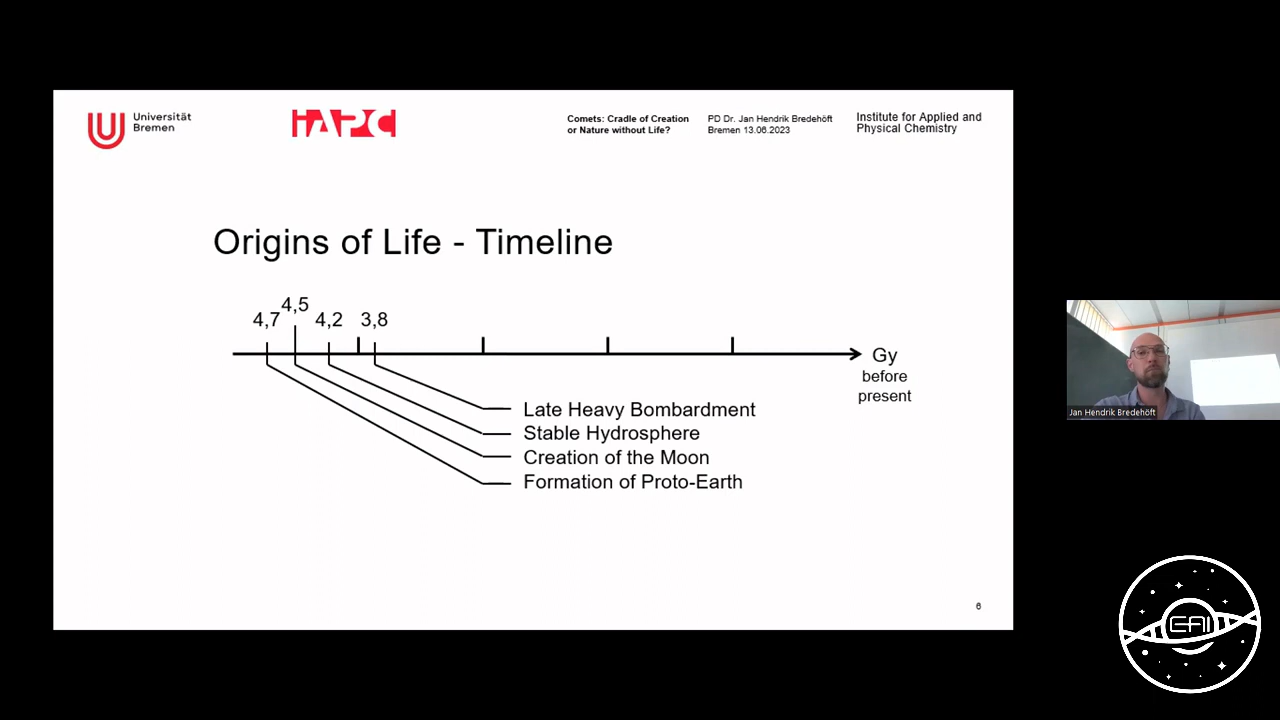 Universität
Bremen
iAPC
Comets: Cradle of Creation
or Nature without Life?
PD Dr. Jan Hendrik Bredehöft
Bremen 13.06.2023
Institute for Applied and
Physical Chemistry
Origins of Life - Timeline
4,7
4,5
4,2
3,8
Gy
before
present
Late Heavy Bombardment
Stable Hydrosphere
Creation of the Moon
Formation of Proto-Earth
6
Jan Hendrik Bredehöft
EAI